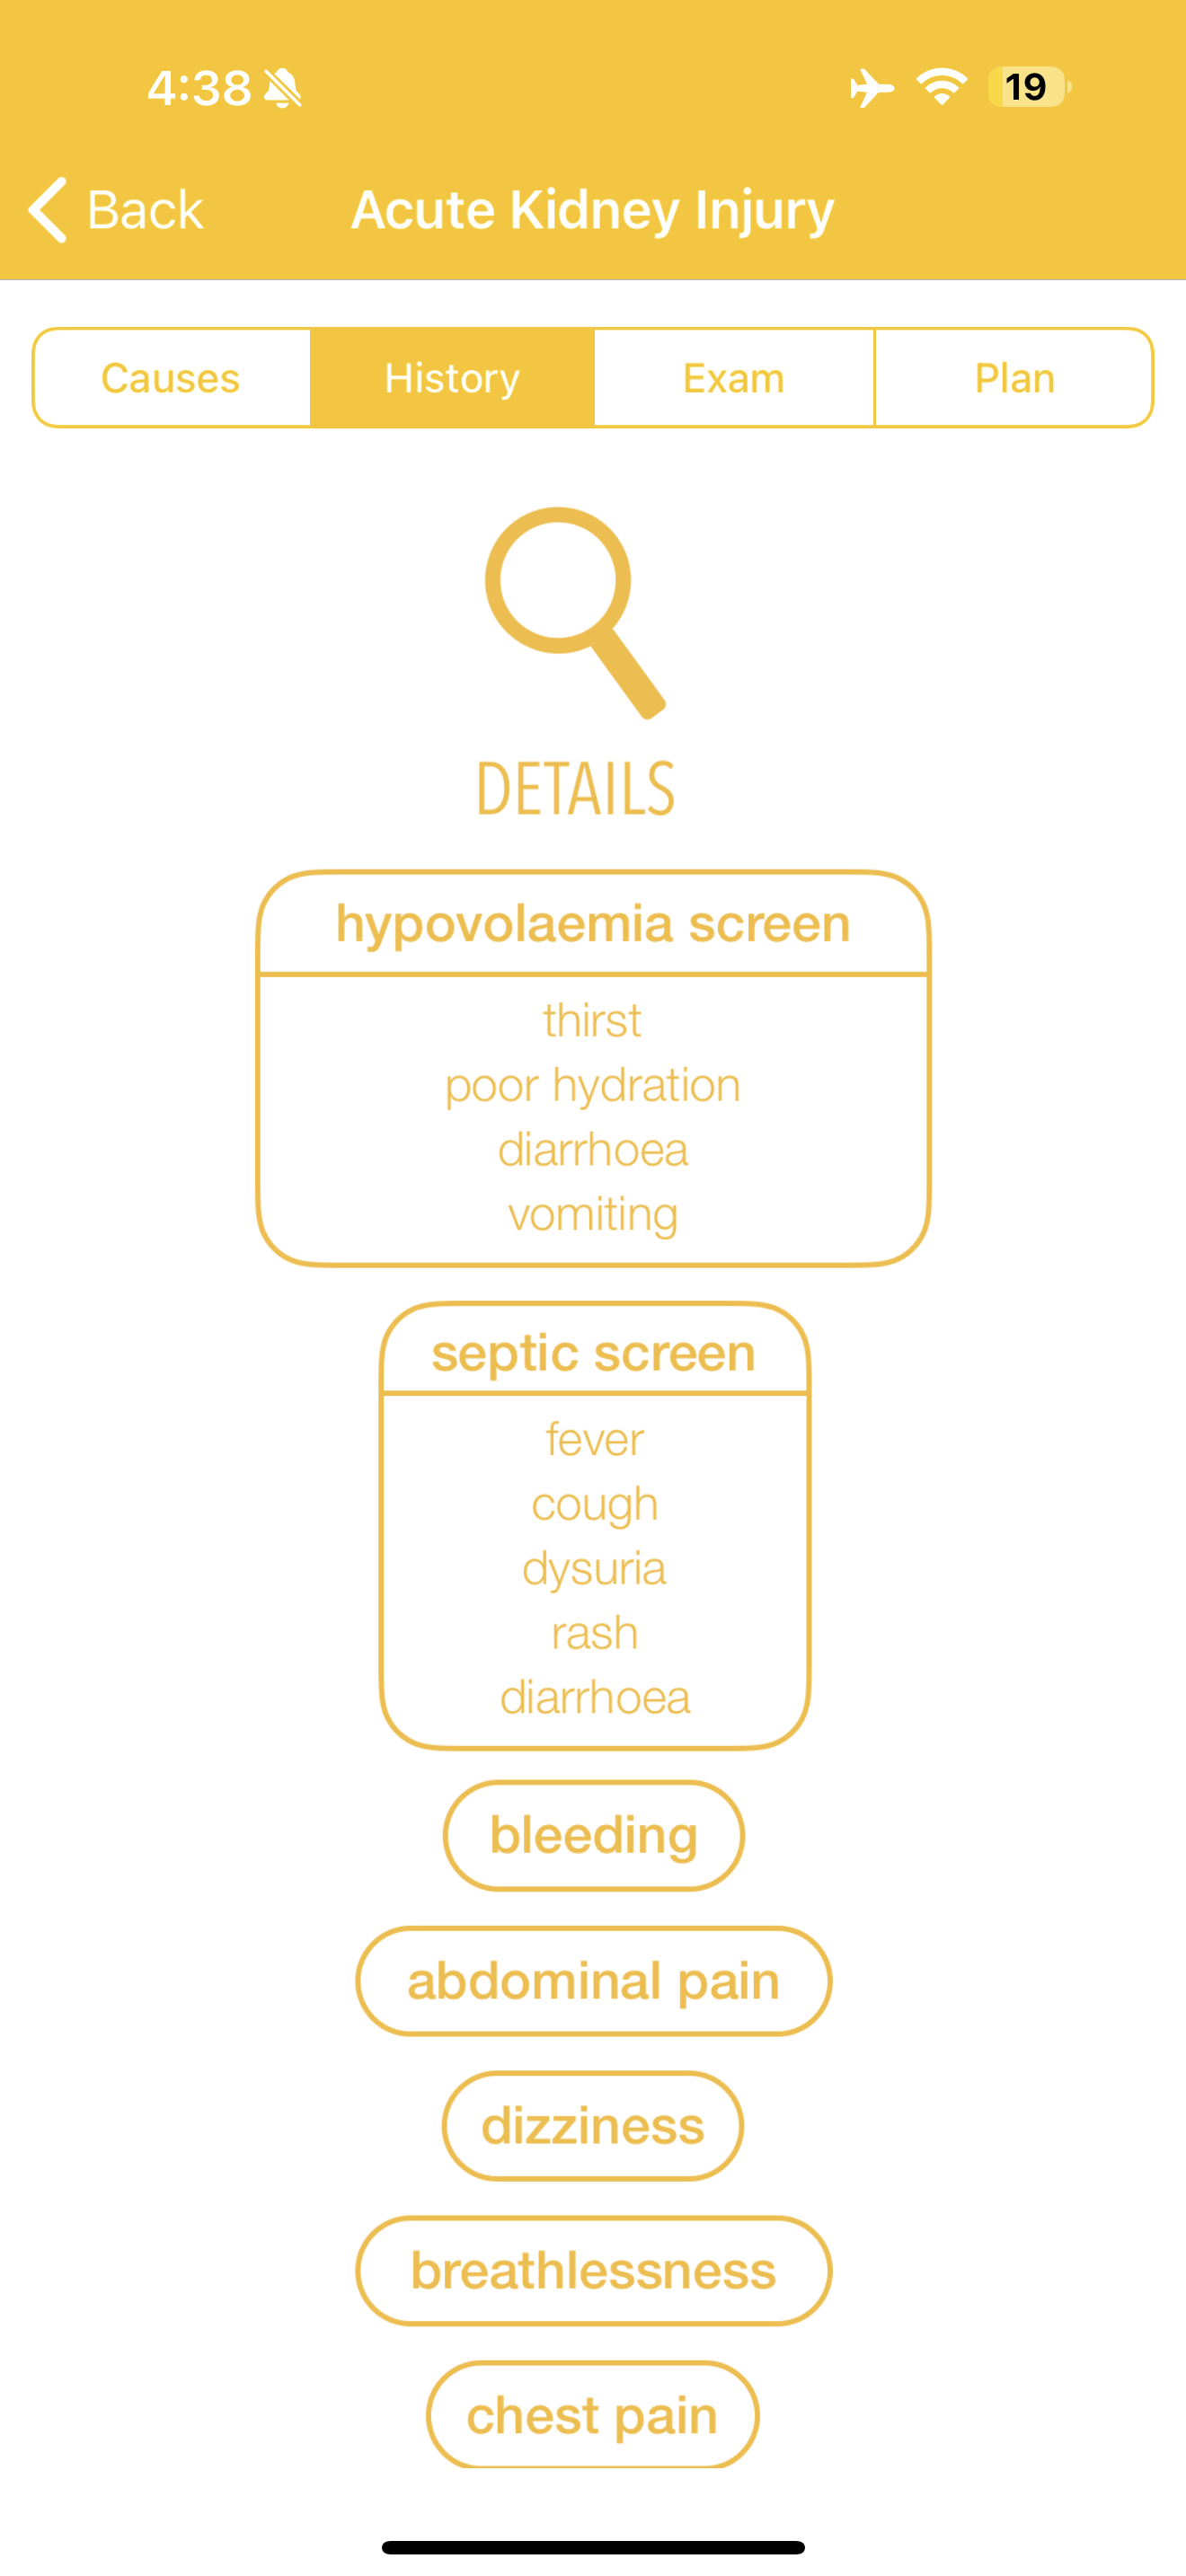 4:38
19
Back
Acute Kidney Injury
Causes
History
Exam
Plan
DETAILS
hypovolaemia screen
thirst
poor hydration
diarrhoea
vomiting
septic screen
fever
cough
dysuria
rash
diarrhoea
bleeding
abdominal pain
dizziness
breathlessness
chest pain